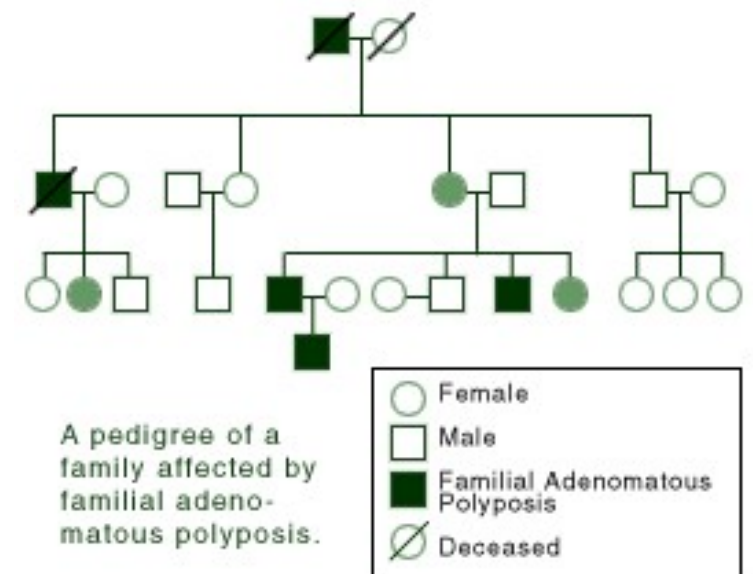 A pedigree of a
family affected by
familial adeno-
matous polyposis.
Female
Male
Familial Adenomatous
Polyposis
Deceased